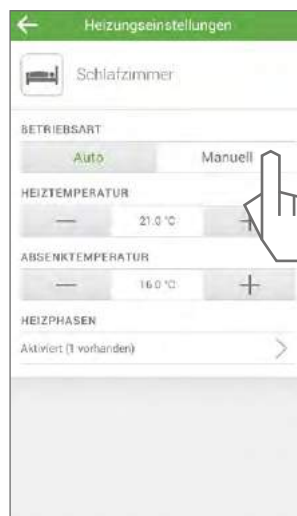 Heizungseinstellungen
Schlafzimmer
BETRIEBSART
Auto Manuell
HEIZTEMPERATUR
— 21.0 °C +
ABSENKTEMPERATUR
— 16.0 °C +
HEIZPHASEN
Aktiviert (1 vorhanden)